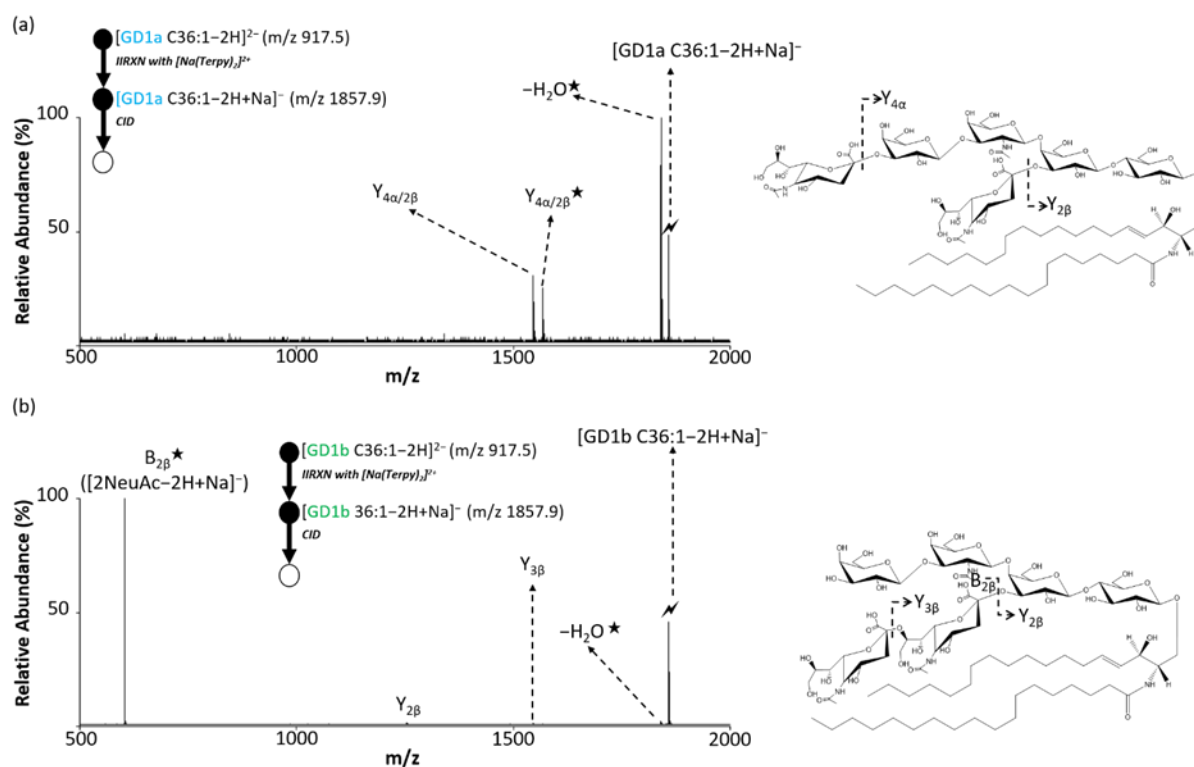 (a)
[GD1a C36:1−2H]²⁻ (m/z 917.5)
IIRXN with [Na(Terpy)₂]²⁺
[GD1a C36:1−2H+Na]⁻ (m/z 1857.9)
CID
[GD1a C36:1−2H+Na]⁻
−H₂O★
Y₄α/₂β
Y₄α/₂β★
Relative Abundance (%)
100
50
0
500
1000
1500
2000
m/z
Y₄α
Y₂β
(b)
B₂β★
([2NeuAc−2H+Na]⁻)
[GD1b C36:1−2H]²⁻ (m/z 917.5)
IIRXN with [Na(Terpy)₂]²⁺
[GD1b 36:1−2H+Na]⁻ (m/z 1857.9)
CID
[GD1b C36:1−2H+Na]⁻
Y₃β
−H₂O★
Y₂β
Relative Abundance (%)
100
50
0
500
1000
1500
2000
m/z
B₂β
Y₃β
Y₂β